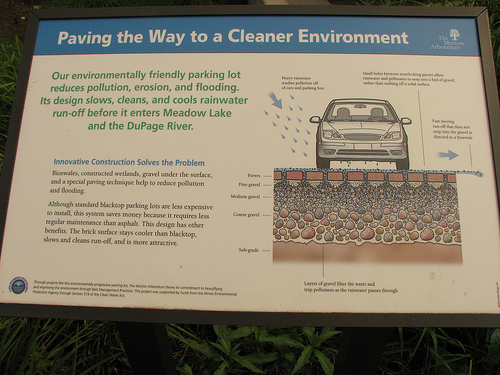 Paving the Way to a Cleaner Environment
The Morton
Arboretum
Our environmentally friendly parking lot
reduces pollution, erosion, and flooding.
Its design slows, cleans, and cools rainwater
run-off before it enters Meadow Lake
and the DuPage River.
Innovative Construction Solves the Problem
Bioswales, constructed wetlands, gravel under the surface,
and a special paving technique help to reduce pollution
and flooding.
Although standard blacktop parking lots are less expensive
to install, this system saves money because it requires less
regular maintenance than asphalt. This design has other
benefits. The brick surface stays cooler than blacktop,
slows and cleans run-off, and is more attractive.
Heavy rainwater
washes pollution off
of cars and parking lots
Small holes between interlocking pavers allow
rainwater and pollutants to seep into a bed of gravel,
rather than rushing off a solid surface.
Fast moving
run-off that does not
seep into the gravel is
directed to a bioswale
Pavers
Fine gravel
Medium gravel
Coarse gravel
Sub-grade
Layers of gravel filter the water and
trap pollutants as the rainwater passes through
Through projects like the environmentally progressive parking lot, The Morton Arboretum shows its commitment to beautifying
and improving the environment through Best Management Practices. This project was supported by funds from the Illinois Environmental
Protection Agency through Section 319 of the Clean Water Act.